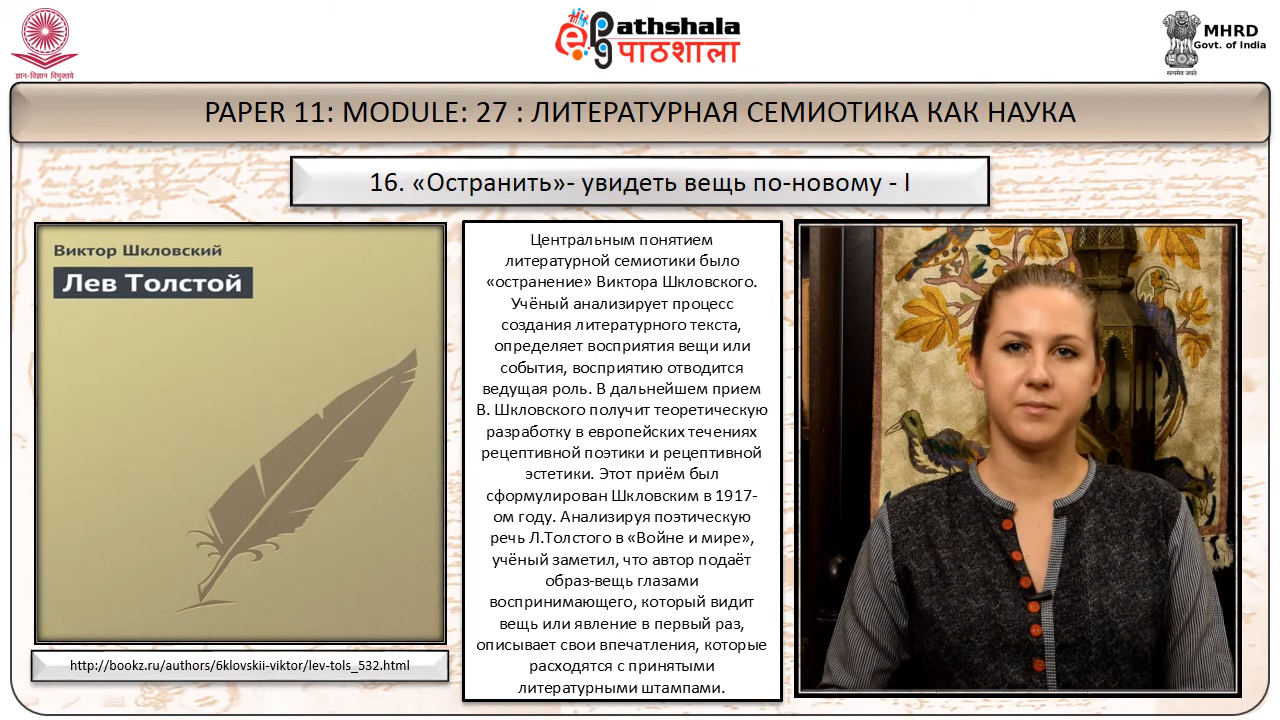 ज्ञान-विज्ञान विमुक्तये
ePathshala
पाठशाला
सत्यमेव जयते
MHRD
Govt. of India
PAPER 11: MODULE: 27 : ЛИТЕРАТУРНАЯ СЕМИОТИКА КАК НАУКА
16. «Остранить»- увидеть вещь по-новому - I
Виктор Шкловский
Лев Толстой
http://bookz.ru/authors/6klovskii-viktor/lev-tols_532.html
Центральным понятием
литературной семиотики было
«остранение» Виктора Шкловского.
Учёный анализирует процесс
создания литературного текста,
определяет восприятия вещи или
события, восприятию отводится
ведущая роль. В дальнейшем прием
В. Шкловского получит теоретическую
разработку в европейских течениях
рецептивной поэтики и рецептивной
эстетики. Этот приём был
сформулирован Шкловским в 1917-
ом году. Анализируя поэтическую
речь Л.Толстого в «Войне и мире»,
учёный заметил, что автор подаёт
образ-вещь глазами
воспринимающего, который видит
вещь или явление в первый раз,
описывает свои впечатления, которые
расходятся с принятыми
литературными штампами.